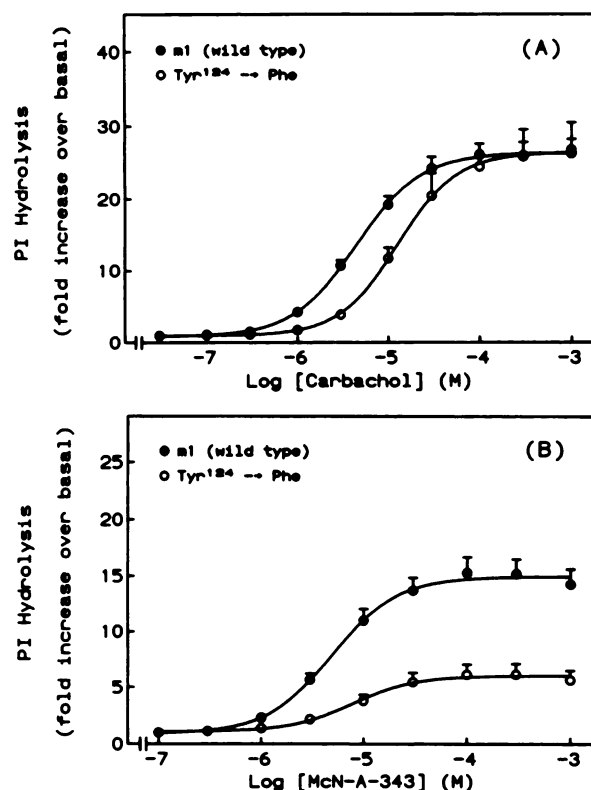 (A)
● m1 (wild type)
○ Tyr¹²⁴ → Phe
PI Hydrolysis
(fold increase over basal)
40
30
20
10
0
-7 -6 -5 -4 -3
Log [Carbachol] (M)
(B)
● m1 (wild type)
○ Tyr¹²⁴ → Phe
PI Hydrolysis
(fold increase over basal)
25
20
15
10
5
0
-7 -6 -5 -4 -3
Log [McN-A-343] (M)